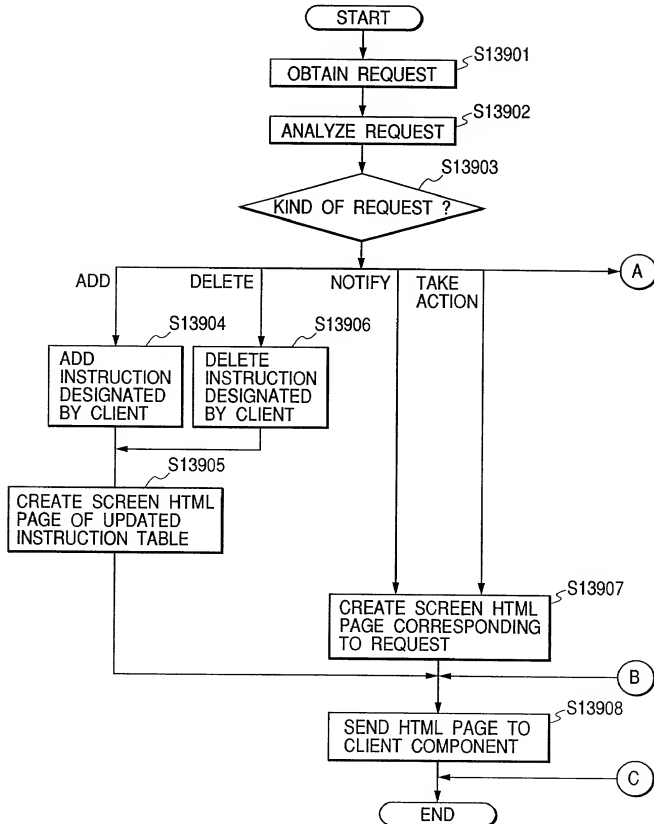 START
S13901
OBTAIN REQUEST
S13902
ANALYZE REQUEST
S13903
KIND OF REQUEST ?
A
ADD
DELETE
NOTIFY
TAKE
ACTION
S13904
ADD
INSTRUCTION
DESIGNATED
BY CLIENT
S13906
DELETE
INSTRUCTION
DESIGNATED
BY CLIENT
S13905
CREATE SCREEN HTML
PAGE OF UPDATED
INSTRUCTION TABLE
S13907
CREATE SCREEN HTML
PAGE CORRESPONDING
TO REQUEST
B
S13908
SEND HTML PAGE TO
CLIENT COMPONENT
C
END